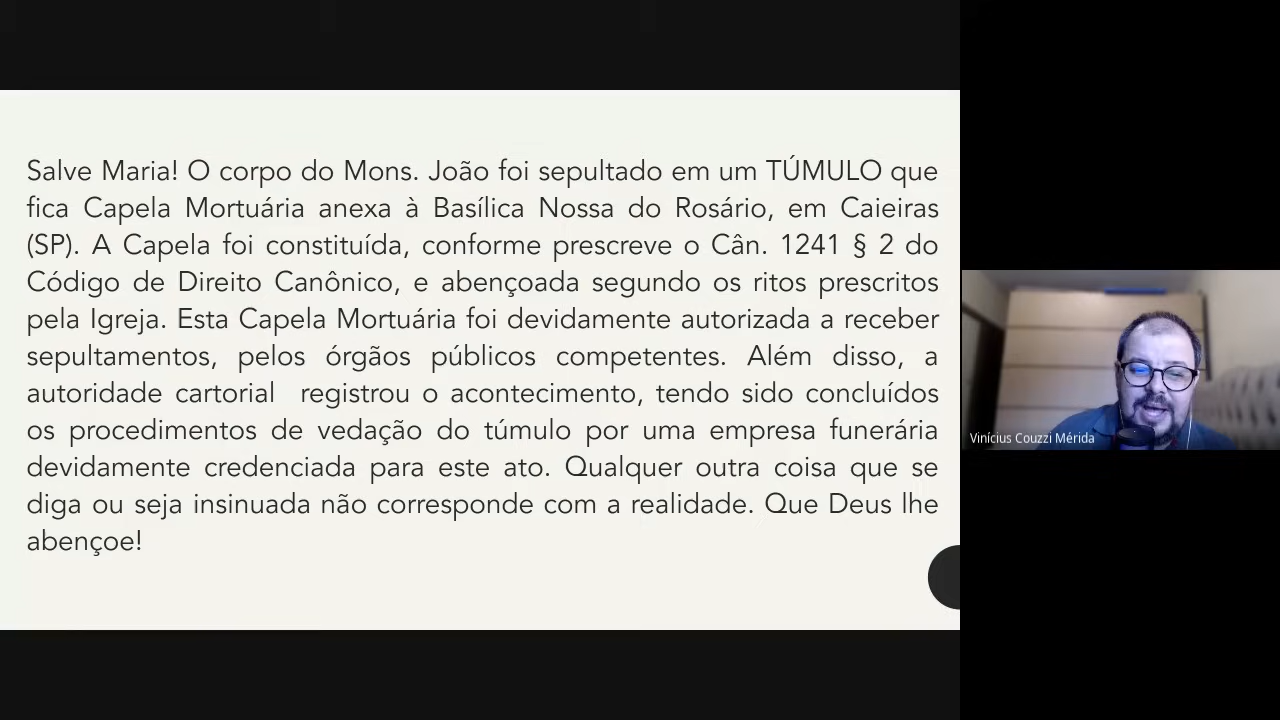 Salve Maria! O corpo do Mons. João foi sepultado em um TÚMULO que
fica Capela Mortuária anexa à Basílica Nossa do Rosário, em Caieiras
(SP). A Capela foi constituída, conforme prescreve o Cân. 1241 § 2 do
Código de Direito Canônico, e abençoada segundo os ritos prescritos
pela Igreja. Esta Capela Mortuária foi devidamente autorizada a receber
sepultamentos, pelos órgãos públicos competentes. Além disso, a
autoridade cartorial registrou o acontecimento, tendo sido concluídos
os procedimentos de vedação do túmulo por uma empresa funerária
devidamente credenciada para este ato. Qualquer outra coisa que se
diga ou seja insinuada não corresponde com a realidade. Que Deus lhe
abençoe!
Vinícius Couzzi Mérida